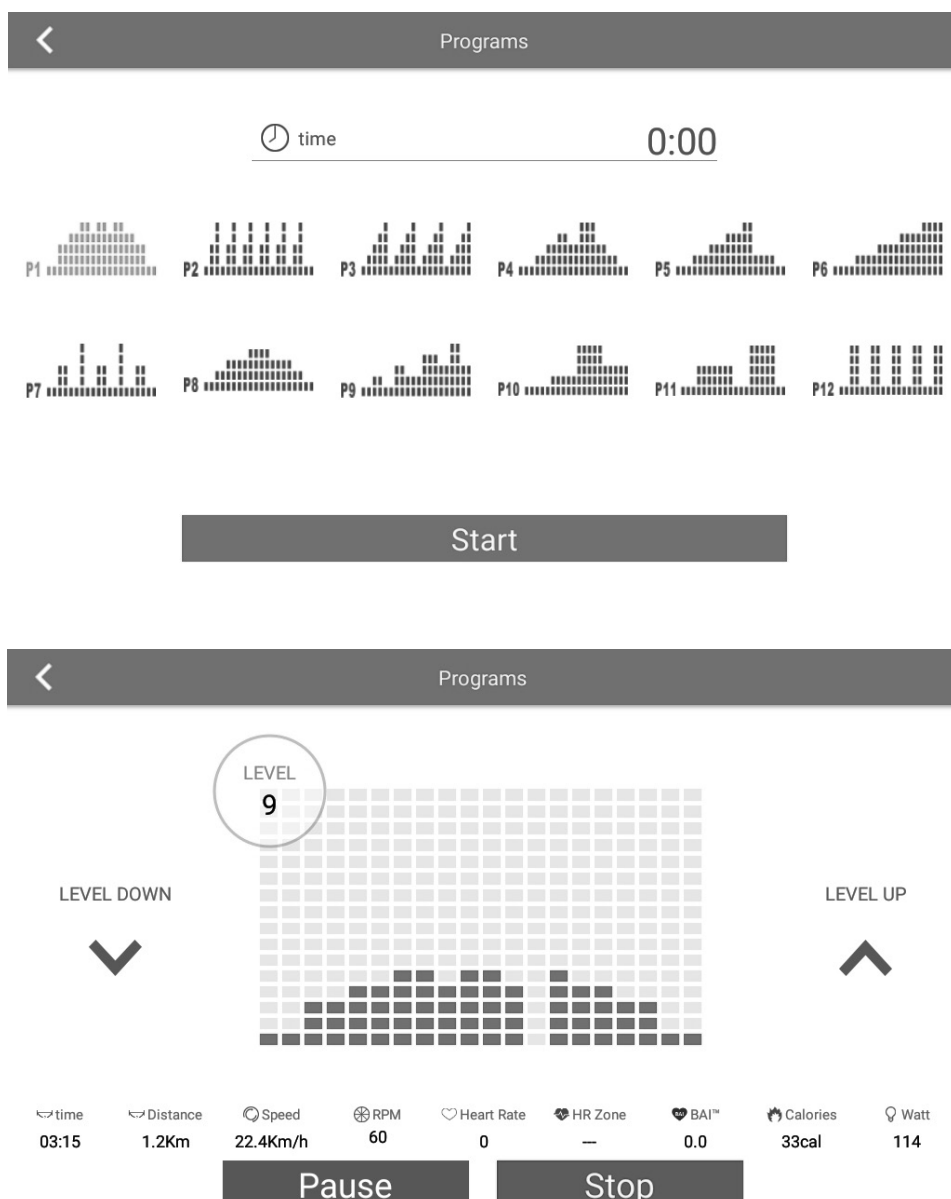 Programs
time 0:00
P1 P2 P3 P4 P5 P6
P7 P8 P9 P10 P11 P12
Start
Programs
LEVEL
9
LEVEL DOWN LEVEL UP
time Distance Speed RPM Heart Rate HR Zone BAI™ Calories Watt
03:15 1.2Km 22.4Km/h 60 0 --- 0.0 33cal 114
Pause Stop